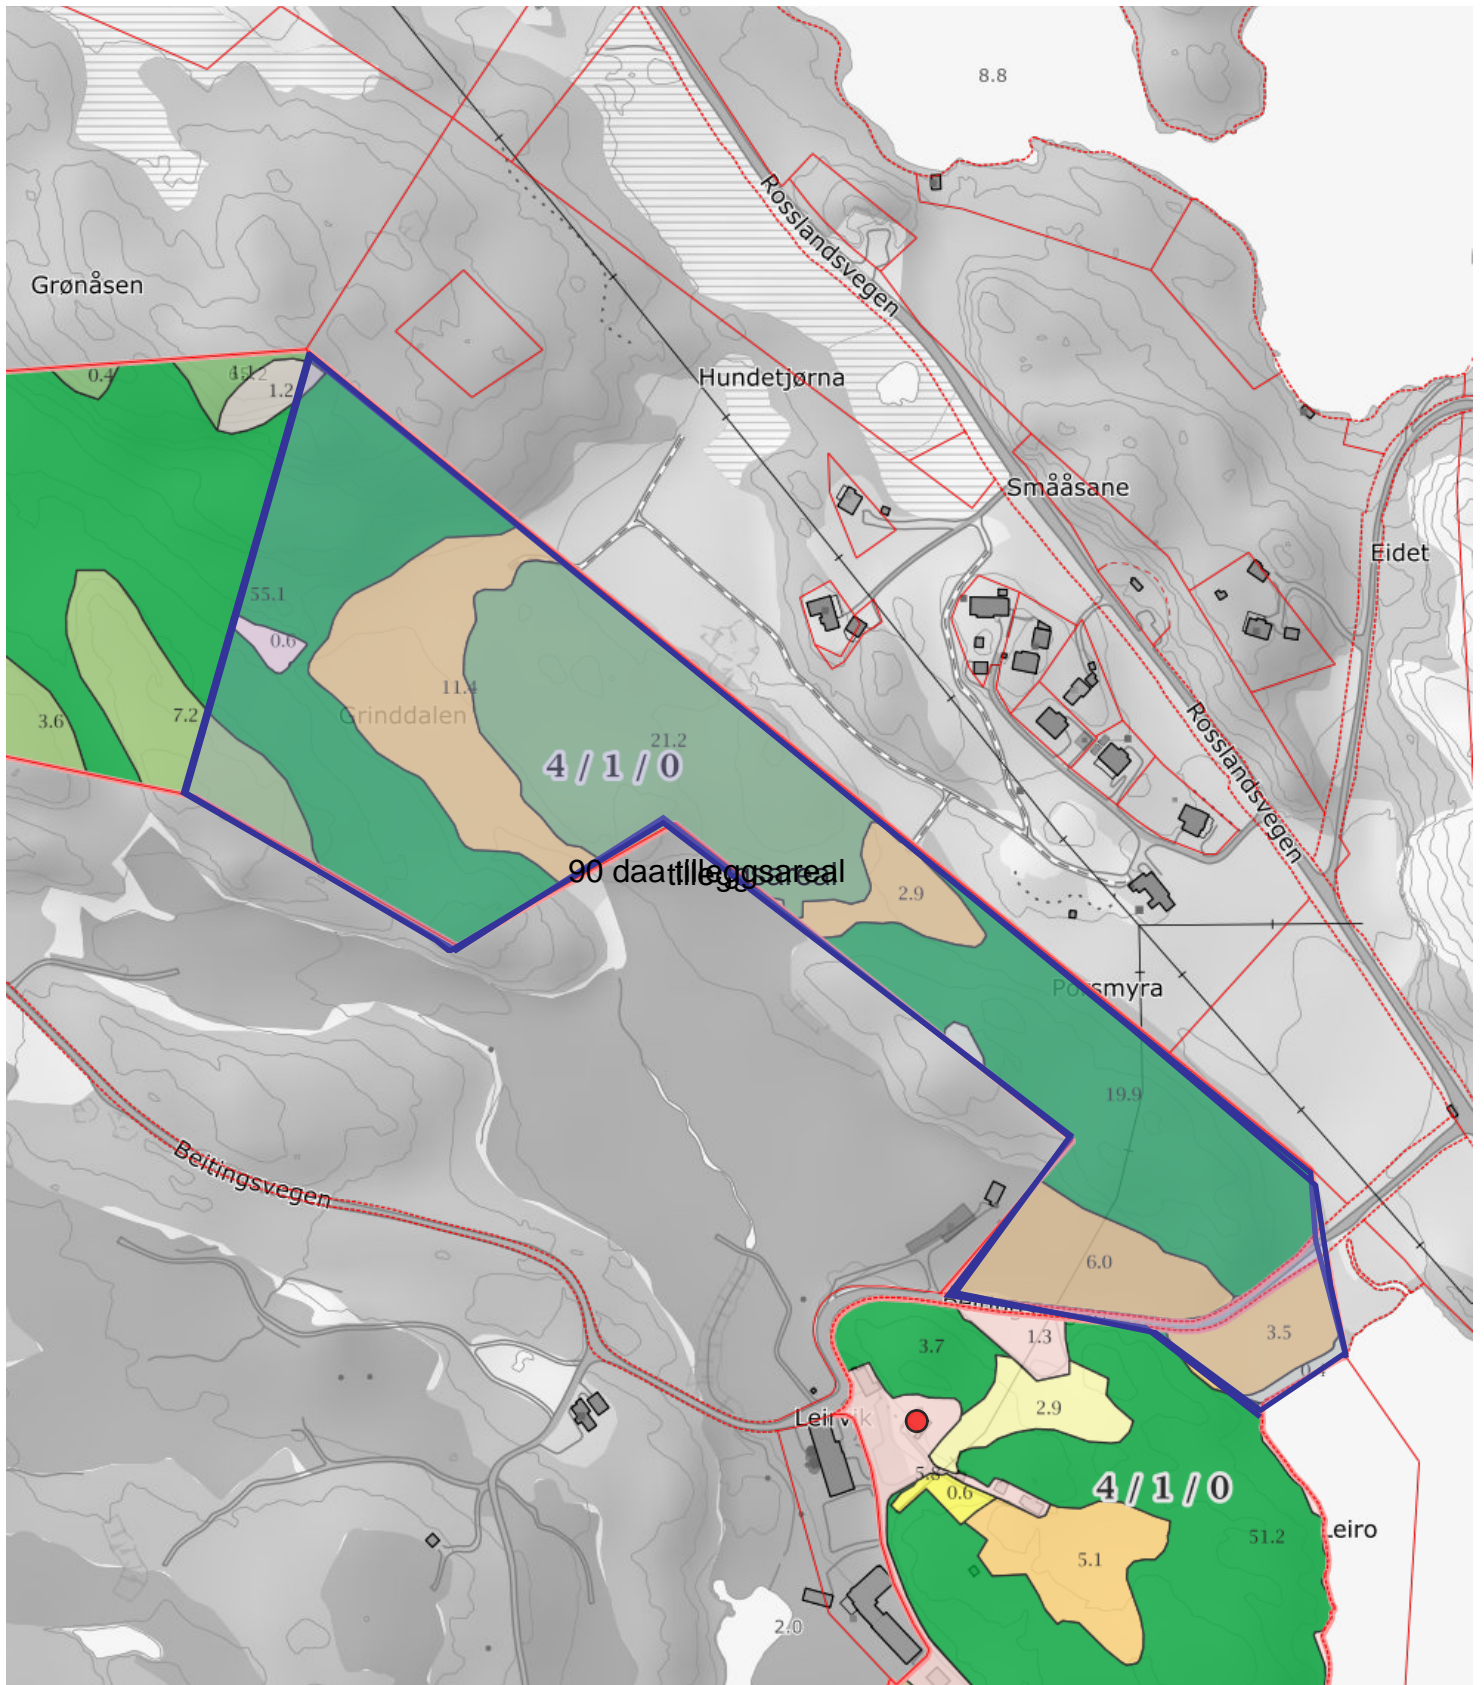 8.8
Rosslandsvegen
Grønåsen
Hundetjørna
0.4
1.2
Smååsane
Eidet
55.1
0.6
11.4
Grinddalen
7.2
3.6
21.2
4 / 1 / 0
Rosslandsvegen
90 daa tilleggsareal
2.9
Porsmyra
19.9
Beitingsvegen
6.0
3.5
3.7
1.3
2.9
Leirvik
0.6
4 / 1 / 0
51.2
Leiro
5.1
2.0